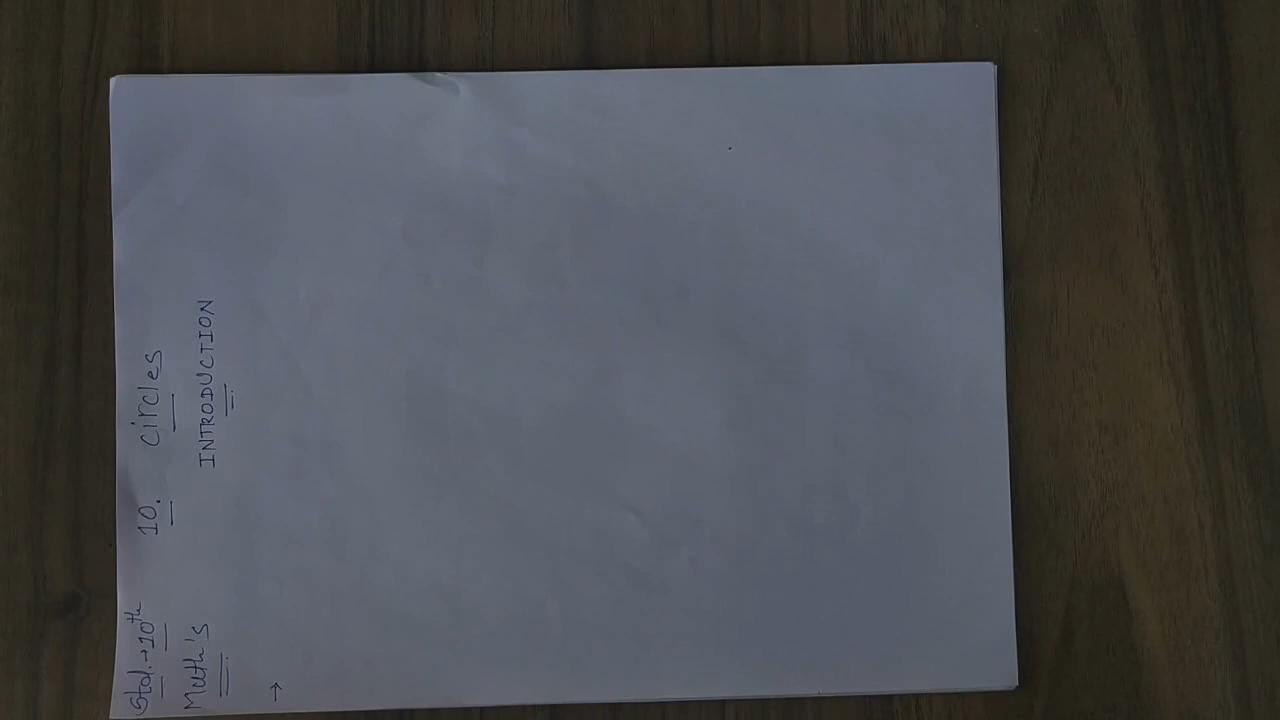 Std.→10th 10. Circles
Math's INTRODUCTION
→